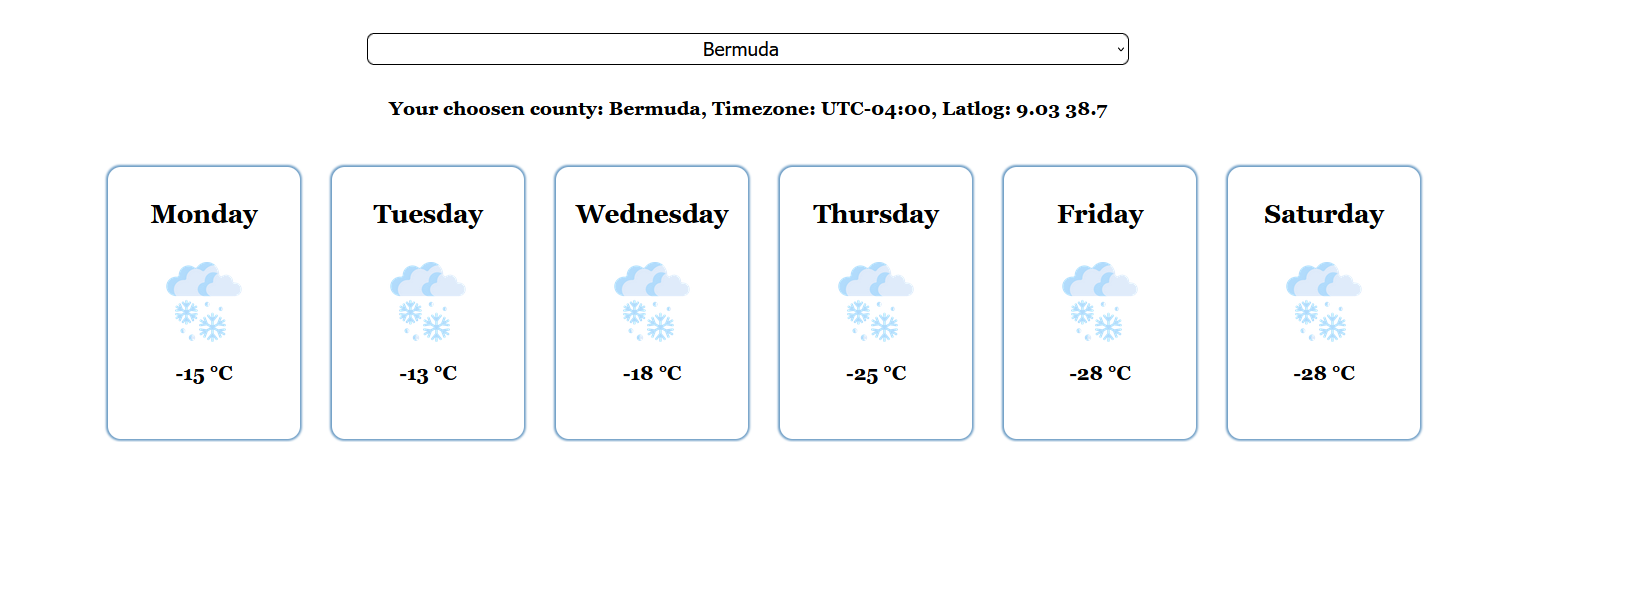 Bermuda
Your choosen county: Bermuda, Timezone: UTC-04:00, Latlog: 9.03 38.7
Monday
Tuesday
Wednesday
Thursday
Friday
Saturday
-15 °C
-13 °C
-18 °C
-25 °C
-28 °C
-28 °C